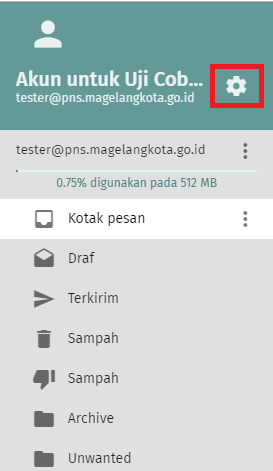 Akun untuk Uji Cob...
tester@pns.magelangkota.go.id
tester@pns.magelangkota.go.id
0.75% digunakan pada 512 MB
Kotak pesan
Draf
Terkirim
Sampah
Sampah
Archive
Unwanted